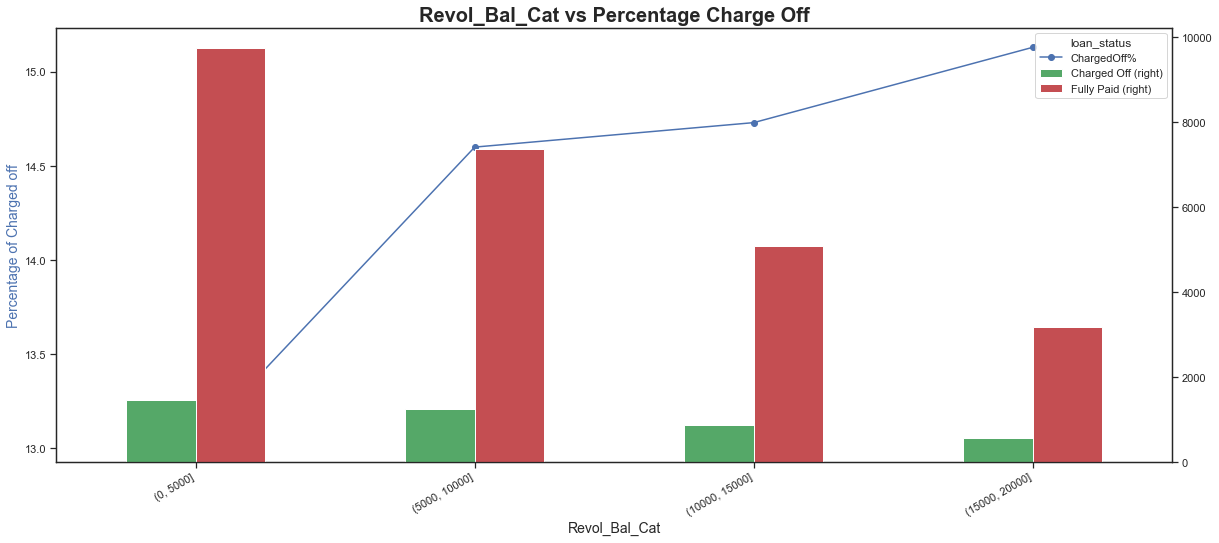 Revol_Bal_Cat vs Percentage Charge Off
loan_status
ChargedOff%
Charged Off (right)
Fully Paid (right)
Percentage of Charged off
15.0
14.5
14.0
13.5
13.0
10000
8000
6000
4000
2000
0
(0, 5000]
(5000, 10000]
(10000, 15000]
(15000, 20000]
Revol_Bal_Cat